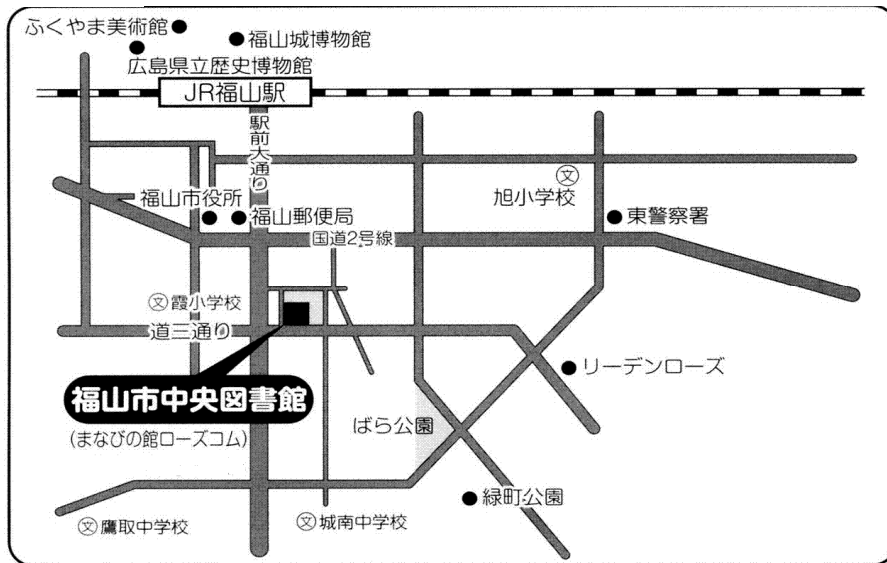 ふくやま美術館
福山城博物館
広島県立歴史博物館
JR福山駅
駅前大通り
福山市役所
福山郵便局
文
旭小学校
東警察署
国道2号線
文霞小学校
道三通り
リーデンローズ
福山市中央図書館
(まなびの館ローズコム)
ばら公園
緑町公園
文鷹取中学校
文城南中学校